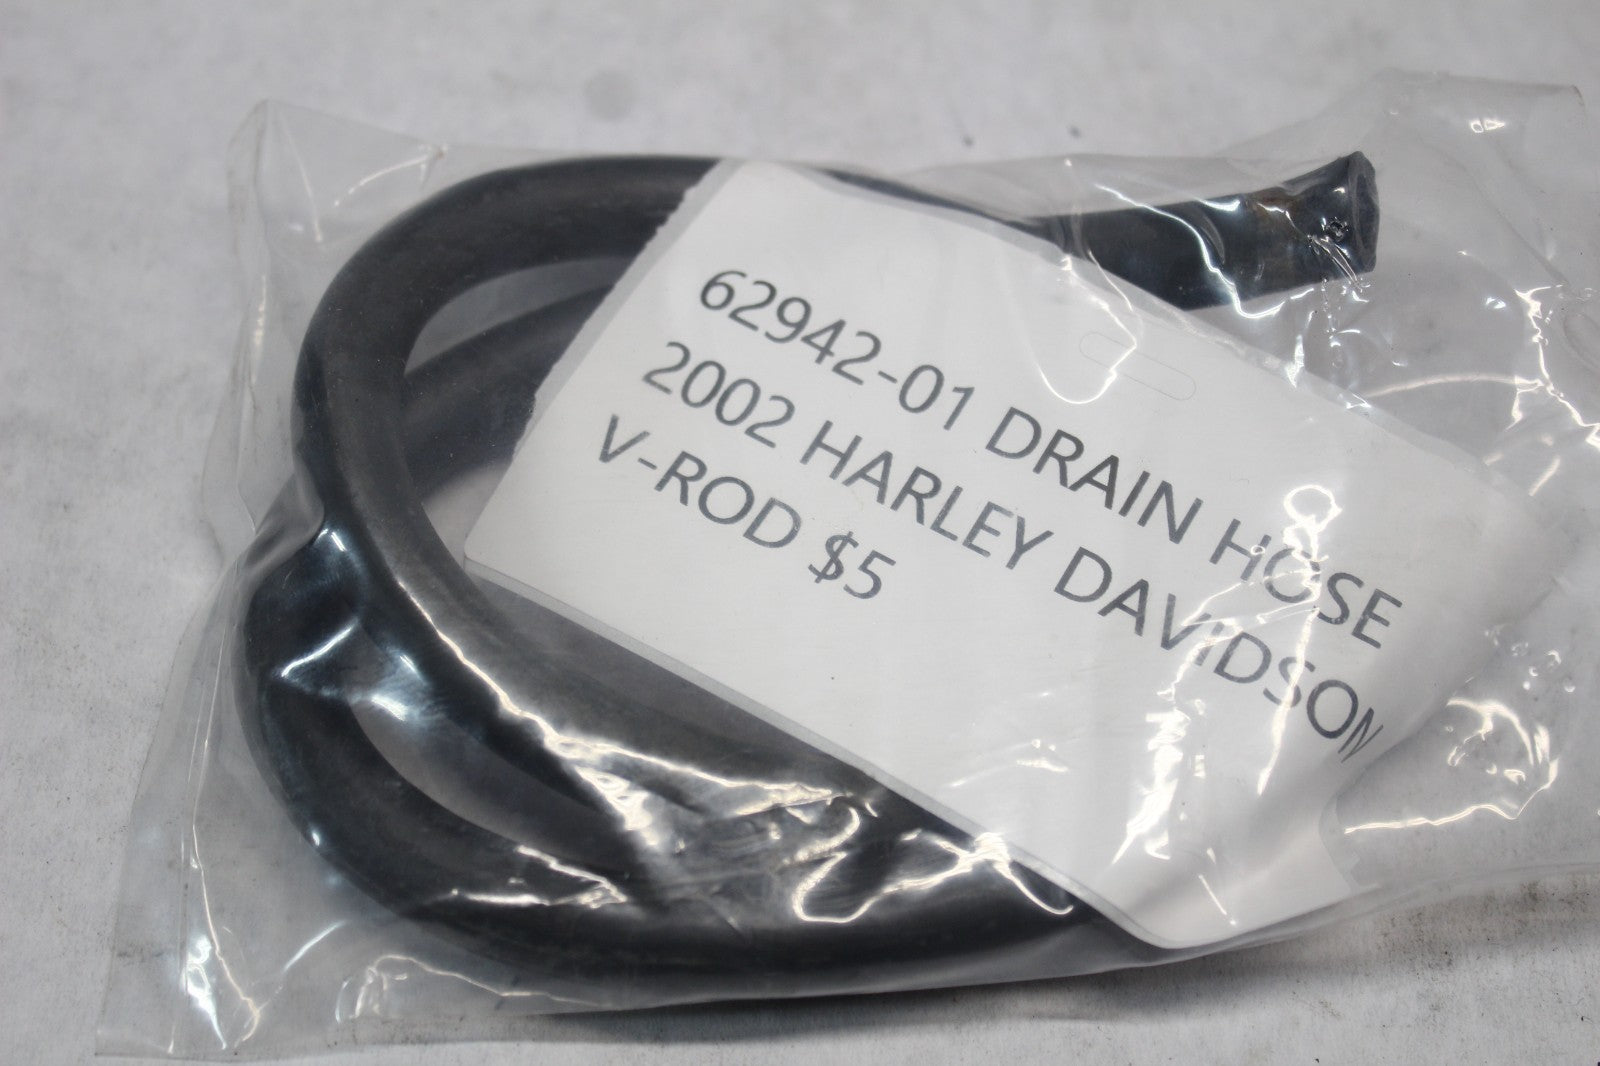 62942-01 DRAIN HOSE
2002 HARLEY DAVIDSON
V-ROD $5